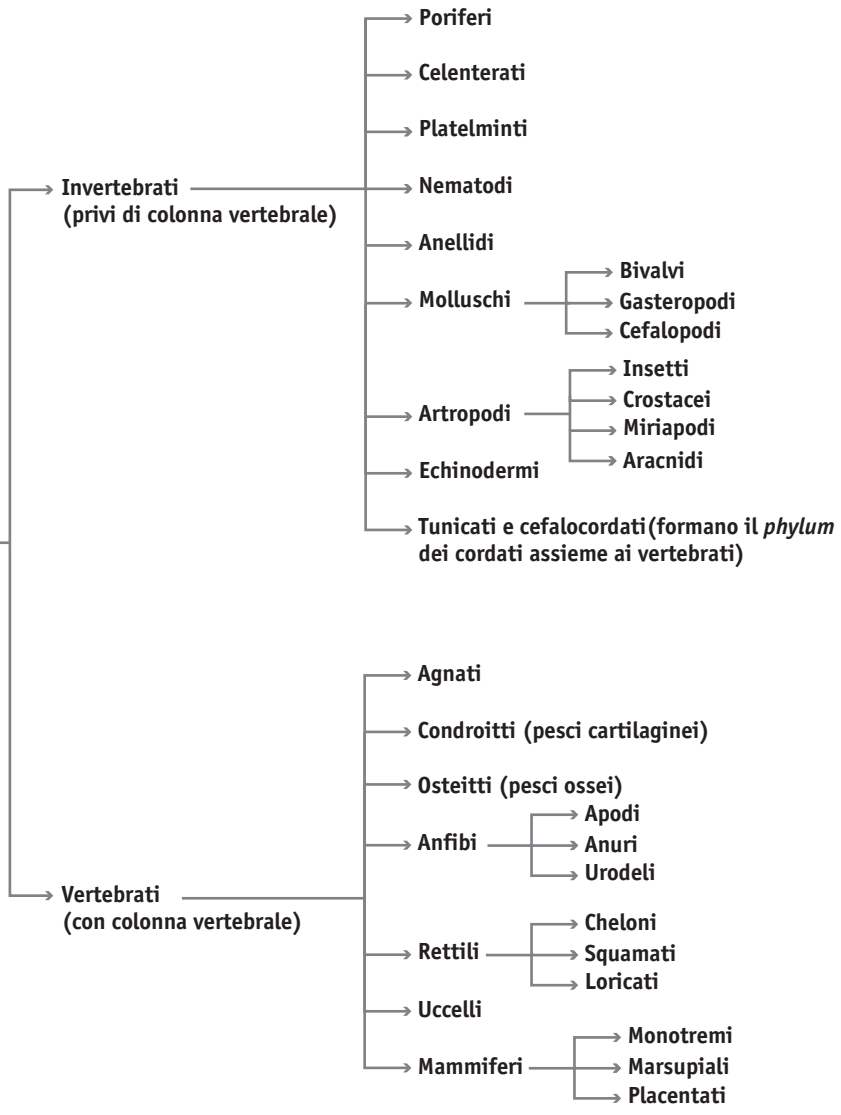 Poriferi
Celenterati
Platelminti
Invertebrati
(privi di colonna vertebrale)
Nematodi
Anellidi
Molluschi
Bivalvi
Gasteropodi
Cefalopodi
Artropodi
Insetti
Crostacei
Miriapodi
Aracnidi
Echinodermi
Tunicati e cefalocordati(formano il phylum
dei cordati assieme ai vertebrati)
Agnati
Condroitti (pesci cartilaginei)
Osteitti (pesci ossei)
Anfibi
Apodi
Anuri
Urodeli
Vertebrati
(con colonna vertebrale)
Rettili
Cheloni
Squamati
Loricati
Uccelli
Mammiferi
Monotremi
Marsupiali
Placentati